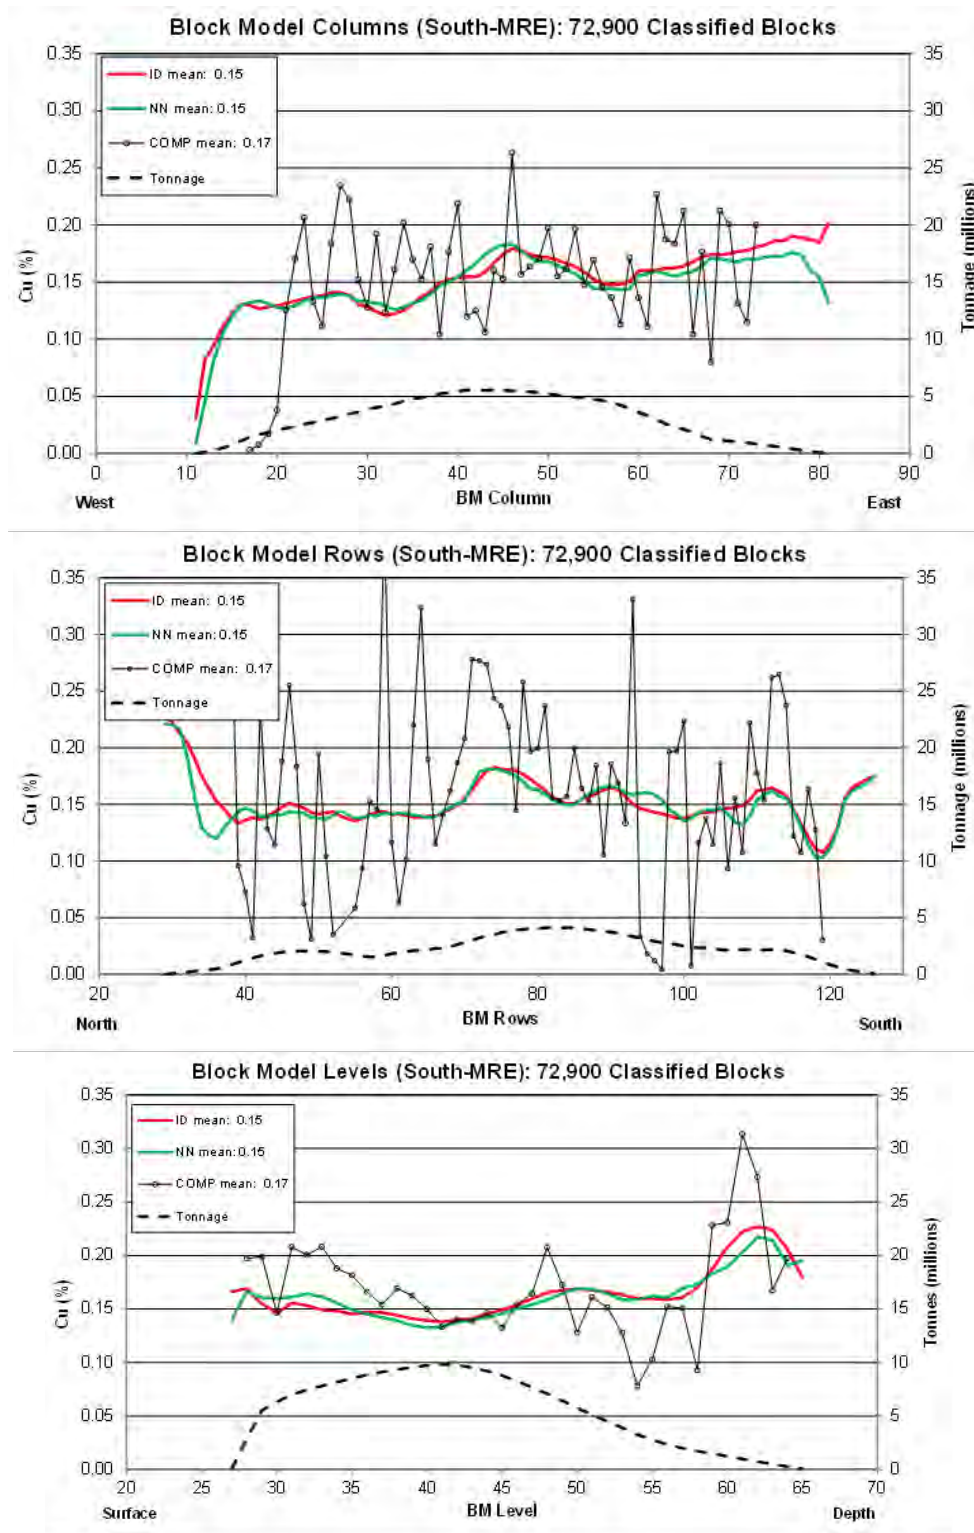 Block Model Columns (South-MRE): 72,900 Classified Blocks
0.35
0.30
0.25
0.20
0.15
0.10
0.05
0.00
Cu (%)
ID mean: 0.15
NN mean: 0.15
COMP mean: 0.17
Tonnage
35
30
25
20
15
10
5
0
Tonnage (millions)
0 10 20 30 40 50 60 70 80 90
West BM Column East
Block Model Rows (South-MRE): 72,900 Classified Blocks
0.35
0.30
0.25
0.20
0.15
0.10
0.05
0.00
Cu (%)
ID mean: 0.15
NN mean: 0.15
COMP mean: 0.17
Tonnage
35
30
25
20
15
10
5
0
Tonnage (millions)
20 40 60 80 100 120
North BM Rows South
Block Model Levels (South-MRE): 72,900 Classified Blocks
0.35
0.30
0.25
0.20
0.15
0.10
0.05
0.00
Cu (%)
ID mean: 0.15
NN mean: 0.15
COMP mean: 0.17
Tonnage
35
30
25
20
15
10
5
0
Tonnes (millions)
20 25 30 35 40 45 50 55 60 65 70
Surface BM Level Depth